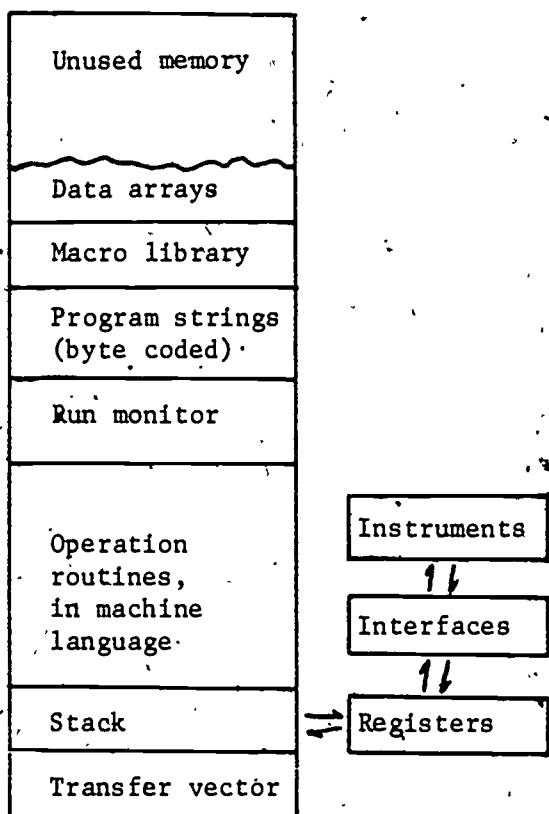 Unused memory
Data arrays
Macro library
Program strings
(byte coded)
Run monitor
Operation
routines,
in machine
language
Instruments
Interfaces
Registers
Stack
Transfer vector